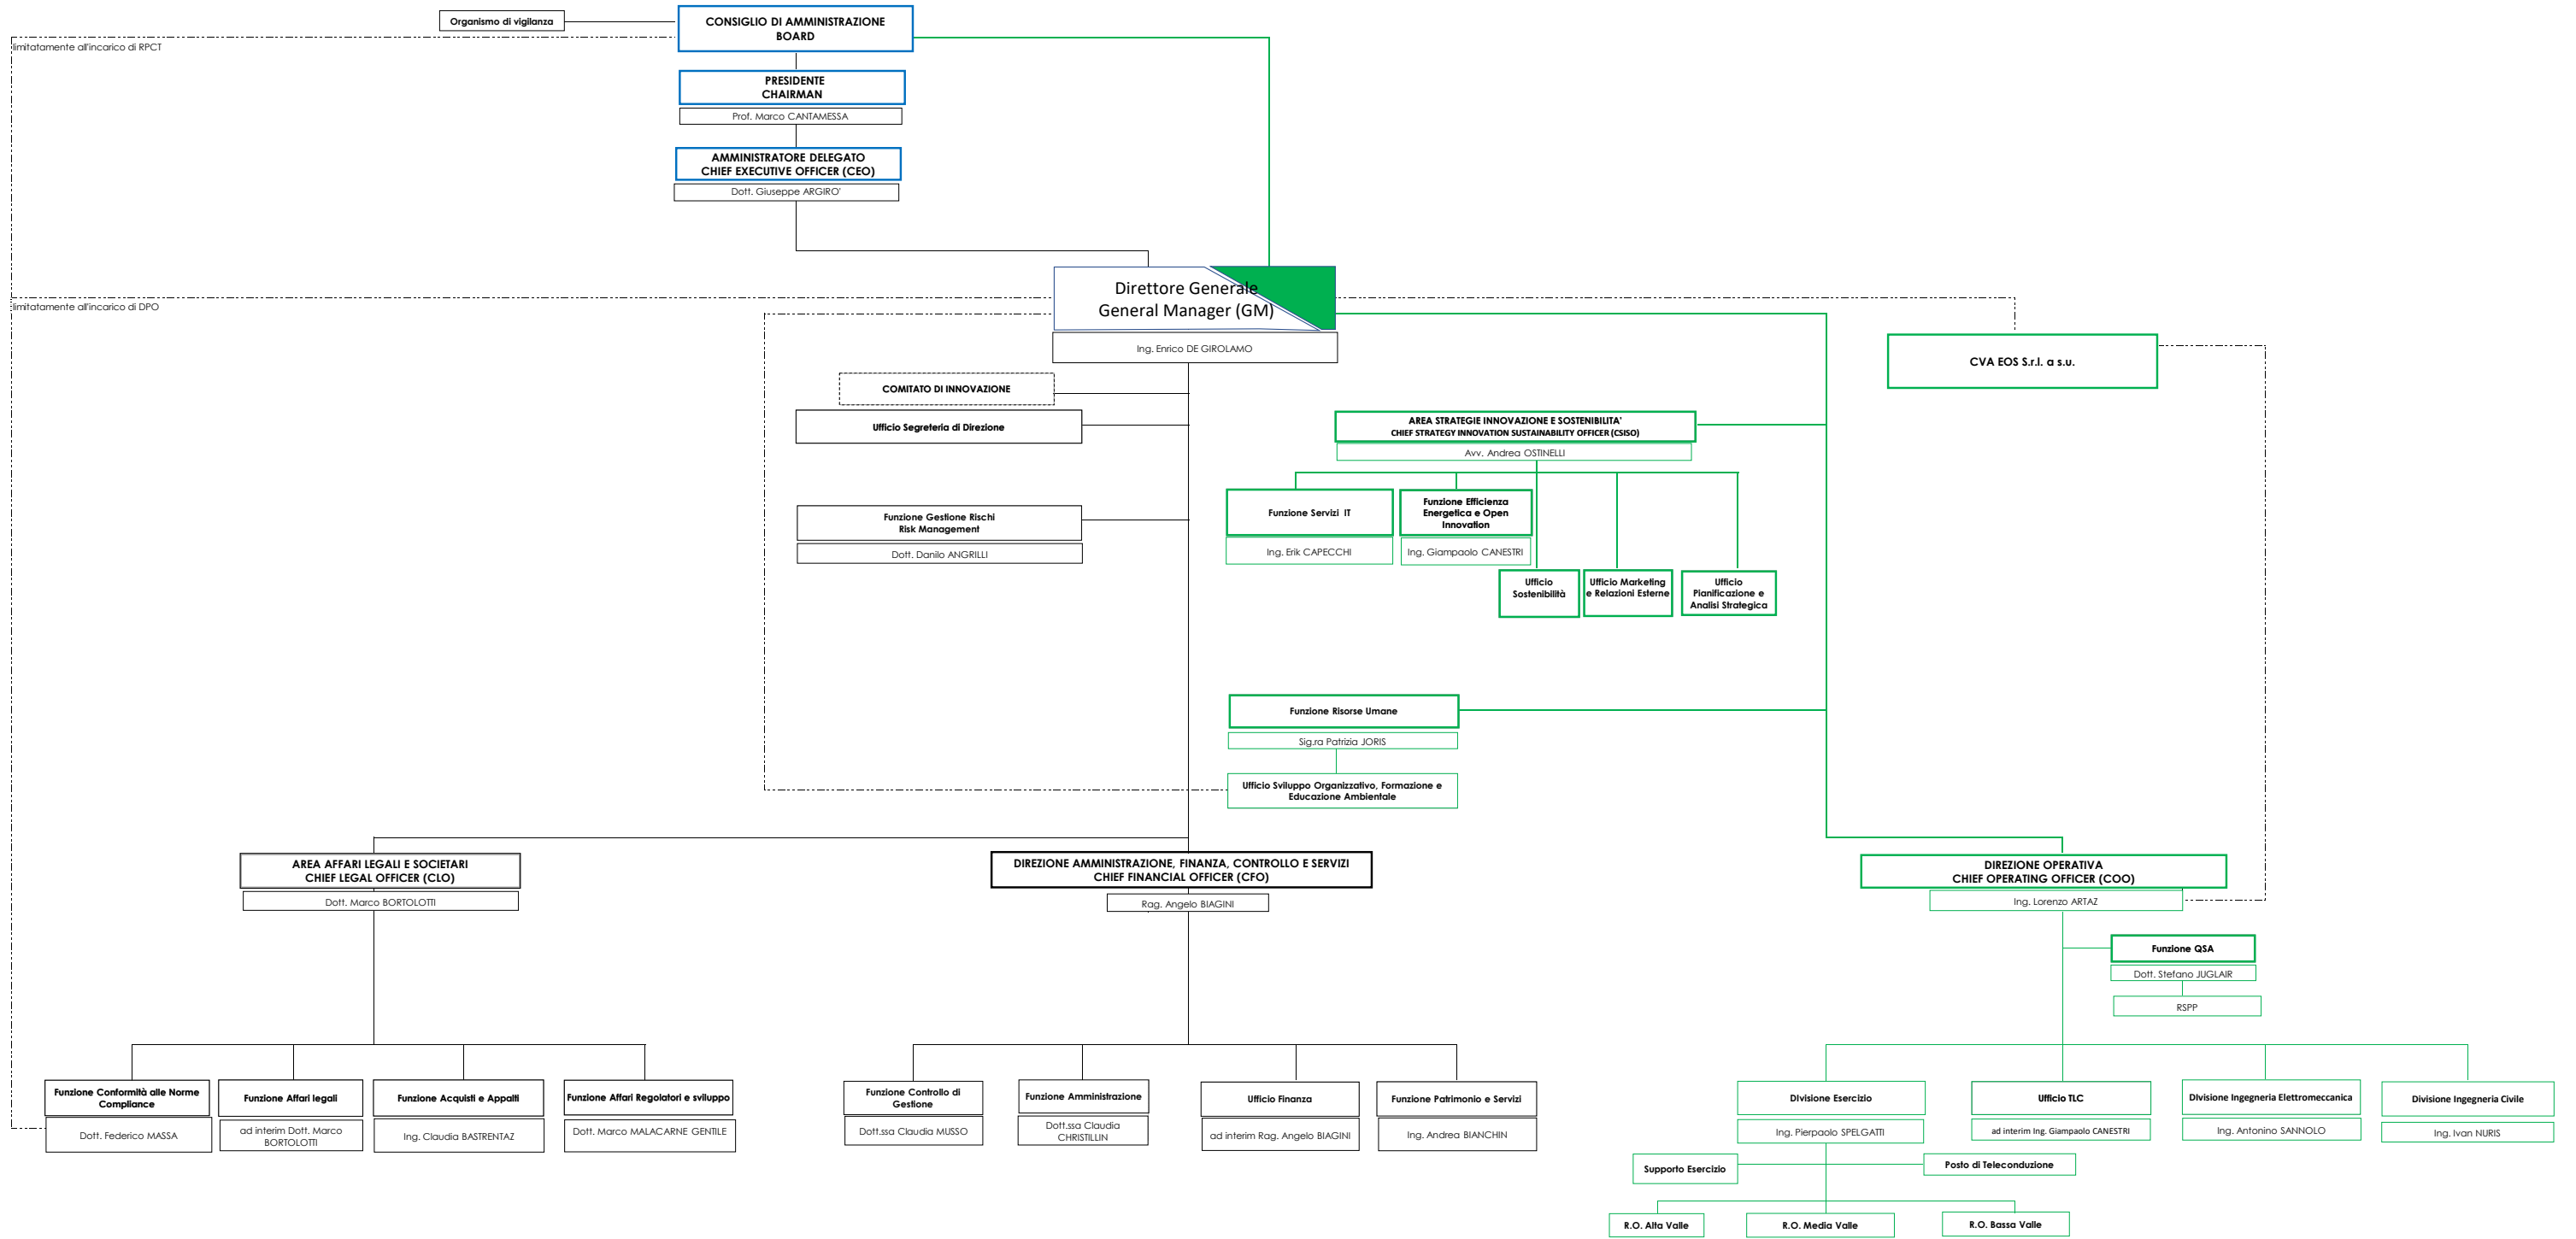 Organismo di vigilanza
CONSIGLIO DI AMMINISTRAZIONE
BOARD
limitatamente all'incarico di RPCT
PRESIDENTE
CHAIRMAN
Prof. Marco CANTAMESSA
AMMINISTRATORE DELEGATO
CHIEF EXECUTIVE OFFICER (CEO)
Dott. Giuseppe ARGIRO'
Direttore Generale
General Manager (GM)
limitatamente all'incarico di DPO
Ing. Enrico DE GIROLAMO
CVA EOS S.r.l. a s.u.
COMITATO DI INNOVAZIONE
Ufficio Segreteria di Direzione
AREA STRATEGIE INNOVAZIONE E SOSTENIBILITA'
CHIEF STRATEGY INNOVATION SUSTAINABILITY OFFICER (CSISO)
Avv. Andrea OSTINELLI
Funzione Gestione Rischi
Risk Management
Dott. Danilo ANGRILLI
Funzione Servizi IT
Ing. Erik CAPECCHI
Funzione Efficienza
Energetica e Open
Innovation
Ing. Giampaolo CANESTRI
Ufficio
Sostenibilità
Ufficio Marketing
e Relazioni Esterne
Ufficio
Pianificazione e
Analisi Strategica
Funzione Risorse Umane
Sig.ra Patrizia JORIS
Ufficio Sviluppo Organizzativo, Formazione e
Educazione Ambientale
AREA AFFARI LEGALI E SOCIETARI
CHIEF LEGAL OFFICER (CLO)
Dott. Marco BORTOLOTTI
DIREZIONE AMMINISTRAZIONE, FINANZA, CONTROLLO E SERVIZI
CHIEF FINANCIAL OFFICER (CFO)
Rag. Angelo BIAGINI
DIREZIONE OPERATIVA
CHIEF OPERATING OFFICER (COO)
Ing. Lorenzo ARTAZ
Funzione QSA
Dott. Stefano JUGLAIR
RSPP
Funzione Conformità alle Norme
Compliance
Dott. Federico MASSA
Funzione Affari legali
ad interim Dott. Marco
BORTOLOTTI
Funzione Acquisti e Appalti
Ing. Claudia BASTRENTAZ
Funzione Affari Regolatori e sviluppo
Dott. Marco MALACARNE GENTILE
Funzione Controllo di
Gestione
Dott.ssa Claudia MUSSO
Funzione Amministrazione
Dott.ssa Claudia
CHRISTILLIN
Ufficio Finanza
ad interim Rag. Angelo BIAGINI
Funzione Patrimonio e Servizi
Ing. Andrea BIANCHIN
DIvisione Esercizio
Ing. Pierpaolo SPELGATTI
Ufficio TLC
ad interim Ing. Giampaolo CANESTRI
DIvisione Ingegneria Elettromeccanica
Ing. Antonino SANNOLO
Divisione Ingegneria Civile
Ing. Ivan NURIS
Supporto Esercizio
Posto di Teleconduzione
R.O. Alta Valle
R.O. Media Valle
R.O. Bassa Valle